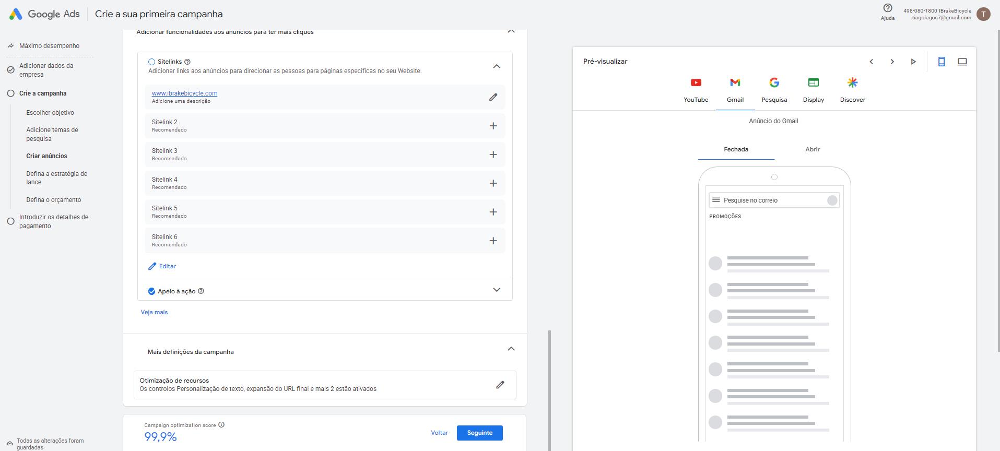 Google Ads
Crie a sua primeira campanha
Ajuda
498-080-1800 IBrakeBicycle
tiagolagos7@gmail.com
T
Máximo desempenho
Adicionar dados da
empresa
Crie a campanha
Escolher objetivo
Adicione temas de
pesquisa
Criar anúncios
Defina a estratégia de
lance
Defina o orçamento
Introduzir os detalhes de
pagamento
Todas as alterações foram
guardadas
Adicionar funcionalidades aos anúncios para ter mais cliques
Sitelinks
Adicionar links aos anúncios para direcionar as pessoas para páginas específicas no seu Website.
www.ibrakebicycle.com
Adicione uma descrição
Sitelink 2
Recomendado
Sitelink 3
Recomendado
Sitelink 4
Recomendado
Sitelink 5
Recomendado
Sitelink 6
Recomendado
Editar
Apelo à ação
Veja mais
Mais definições da campanha
Otimização de recursos
Os controlos Personalização de texto, expansão do URL final e mais 2 estão ativados
Campaign optimization score
99,9%
Voltar
Seguinte
Pré-visualizar
YouTube
Gmail
Pesquisa
Display
Discover
Anúncio do Gmail
Fechada
Abrir
Pesquise no correio
PROMOÇÕES